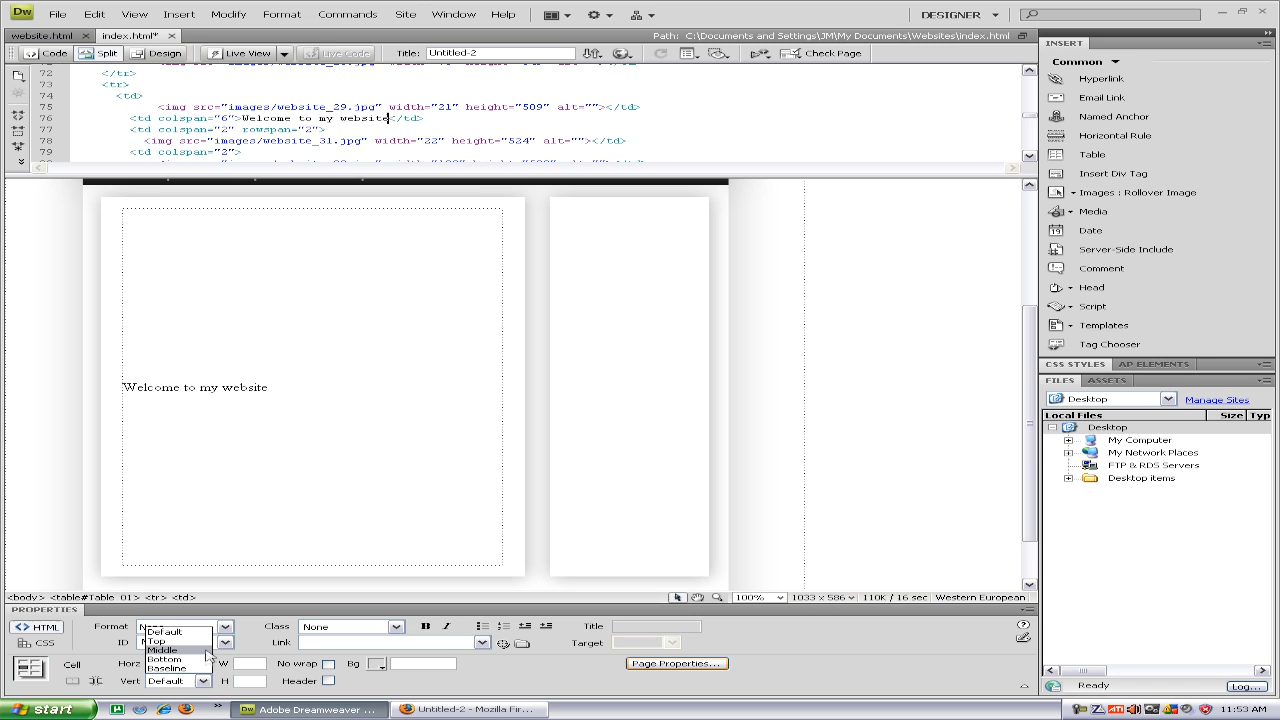 Dw File Edit View Insert Modify Format Commands Site Window Help DESIGNER
website.html index.html* Path: C:\Documents and Settings\JM\My Documents\Websites\index.html
Code Split Design Live View Live Code Title: Untitled-2 Check Page
72 </tr>
73 <tr>
74 <td>
75 <img src="images/website_29.jpg" width="21" height="509" alt=""></td>
76 <td colspan="6">Welcome to my website</td>
77 <td colspan="2" rowspan="2">
78 <img src="images/website_31.jpg" width="23" height="524" alt=""></td>
79 <td colspan="2">
Welcome to my website
<body> <table#Table_01> <tr> <td>
100% 1033 x 586 110K / 16 sec Western European
PROPERTIES
HTML Format Class None B I Title
CSS ID Link Target
Default
Top
Middle
Bottom
Baseline
Cell Horz W No wrap Bg Page Properties...
Vert Default H Header
INSERT
Common
Hyperlink
Email Link
Named Anchor
Horizontal Rule
Table
Insert Div Tag
Images : Rollover Image
Media
Date
Server-Side Include
Comment
Head
Script
Templates
Tag Chooser
CSS STYLES AP ELEMENTS
FILES ASSETS
Desktop Manage Sites
Local Files Size Typ
Desktop
My Computer
My Network Places
FTP & RDS Servers
Desktop items
Ready Log...
start Dw Adobe Dreamweaver ... Untitled-2 - Mozilla Fir... ATI 11:53 AM